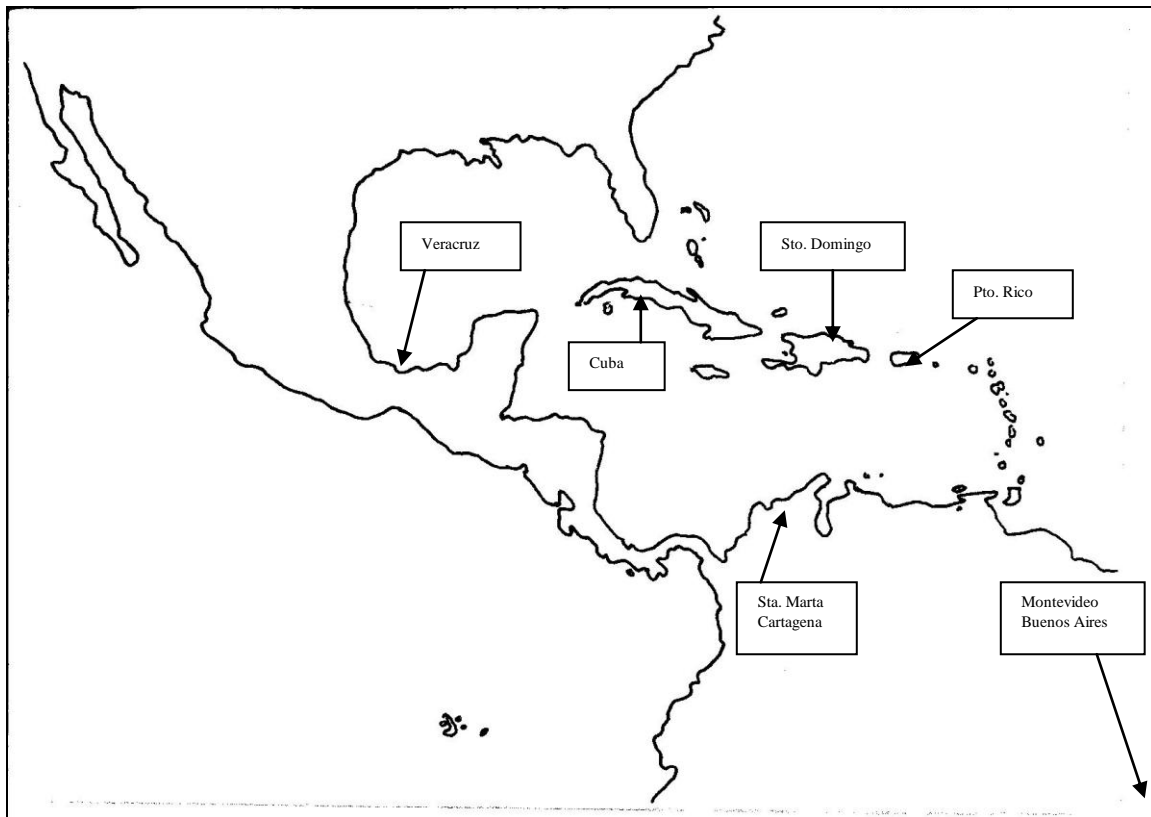 Veracruz
Sto. Domingo
Pto. Rico
Cuba
Sta. Marta
Cartagena
Montevideo
Buenos Aires